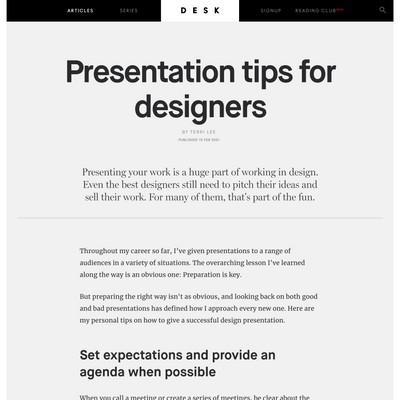 ARTICLES SERIES DESK SIGNUP READING CLUB
Presentation tips for
designers
BY TERRI LEE
Presenting your work is a huge part of working in design.
Even the best designers still need to pitch their ideas and
sell their work. For many of them, that's part of the fun.
Throughout my career so far, I've given presentations to a range of
audiences in a variety of situations. The overarching lesson I've learned
along the way is an obvious one: Preparation is key.
But preparing the right way isn't as obvious, and looking back on both good
and bad presentations has defined how I approach every new one. Here are
my personal tips on how to give a successful design presentation.
Set expectations and provide an
agenda when possible
When you call a meeting or create a series of meetings, be clear about the